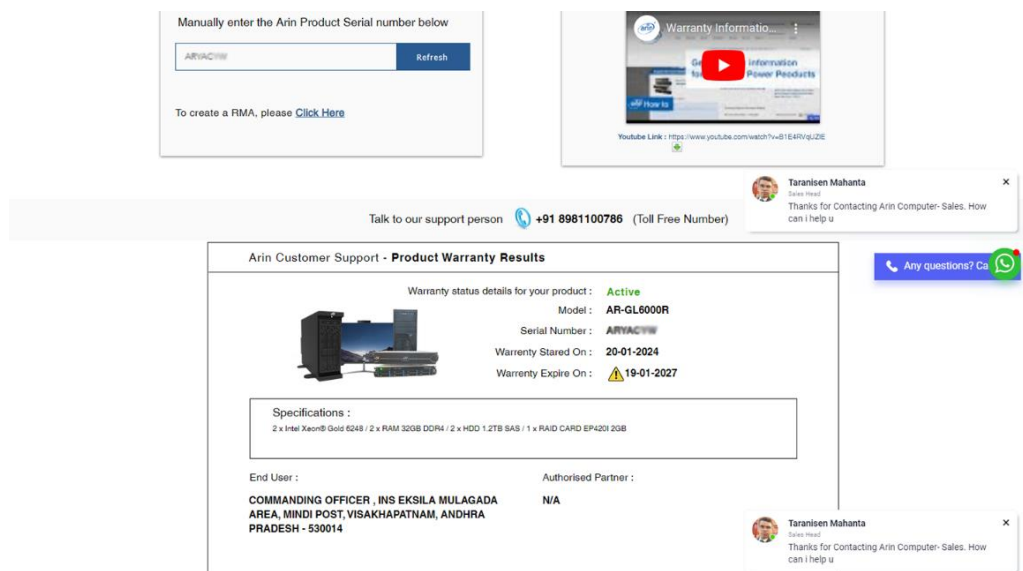 Manually enter the Arin Product Serial number below
Refresh
To create a RMA, please Click Here
Warranty Informatio...
Youtube Link : https://www.youtube.com/watch?v=B1E4RVqUZIE
Taranisen Mahanta
Sales Head
Thanks for Contacting Arin Computer- Sales. How
can i help u
Talk to our support person +91 8981100786 (Toll Free Number)
Any questions? Ca
Arin Customer Support - Product Warranty Results
Warranty status details for your product : Active
Model : AR-GL6000R
Serial Number :
Warrenty Stared On : 20-01-2024
Warrenty Expire On : 19-01-2027
Specifications :
2 x Intel Xeon® Gold 6248 / 2 x RAM 32GB DDR4 / 2 x HDD 1.2TB SAS / 1 x RAID CARD EP420I 2GB
End User :
COMMANDING OFFICER , INS EKSILA MULAGADA
AREA, MINDI POST, VISAKHAPATNAM, ANDHRA
PRADESH - 530014
Authorised Partner :
N/A
Taranisen Mahanta
Sales Head
Thanks for Contacting Arin Computer- Sales. How
can i help u